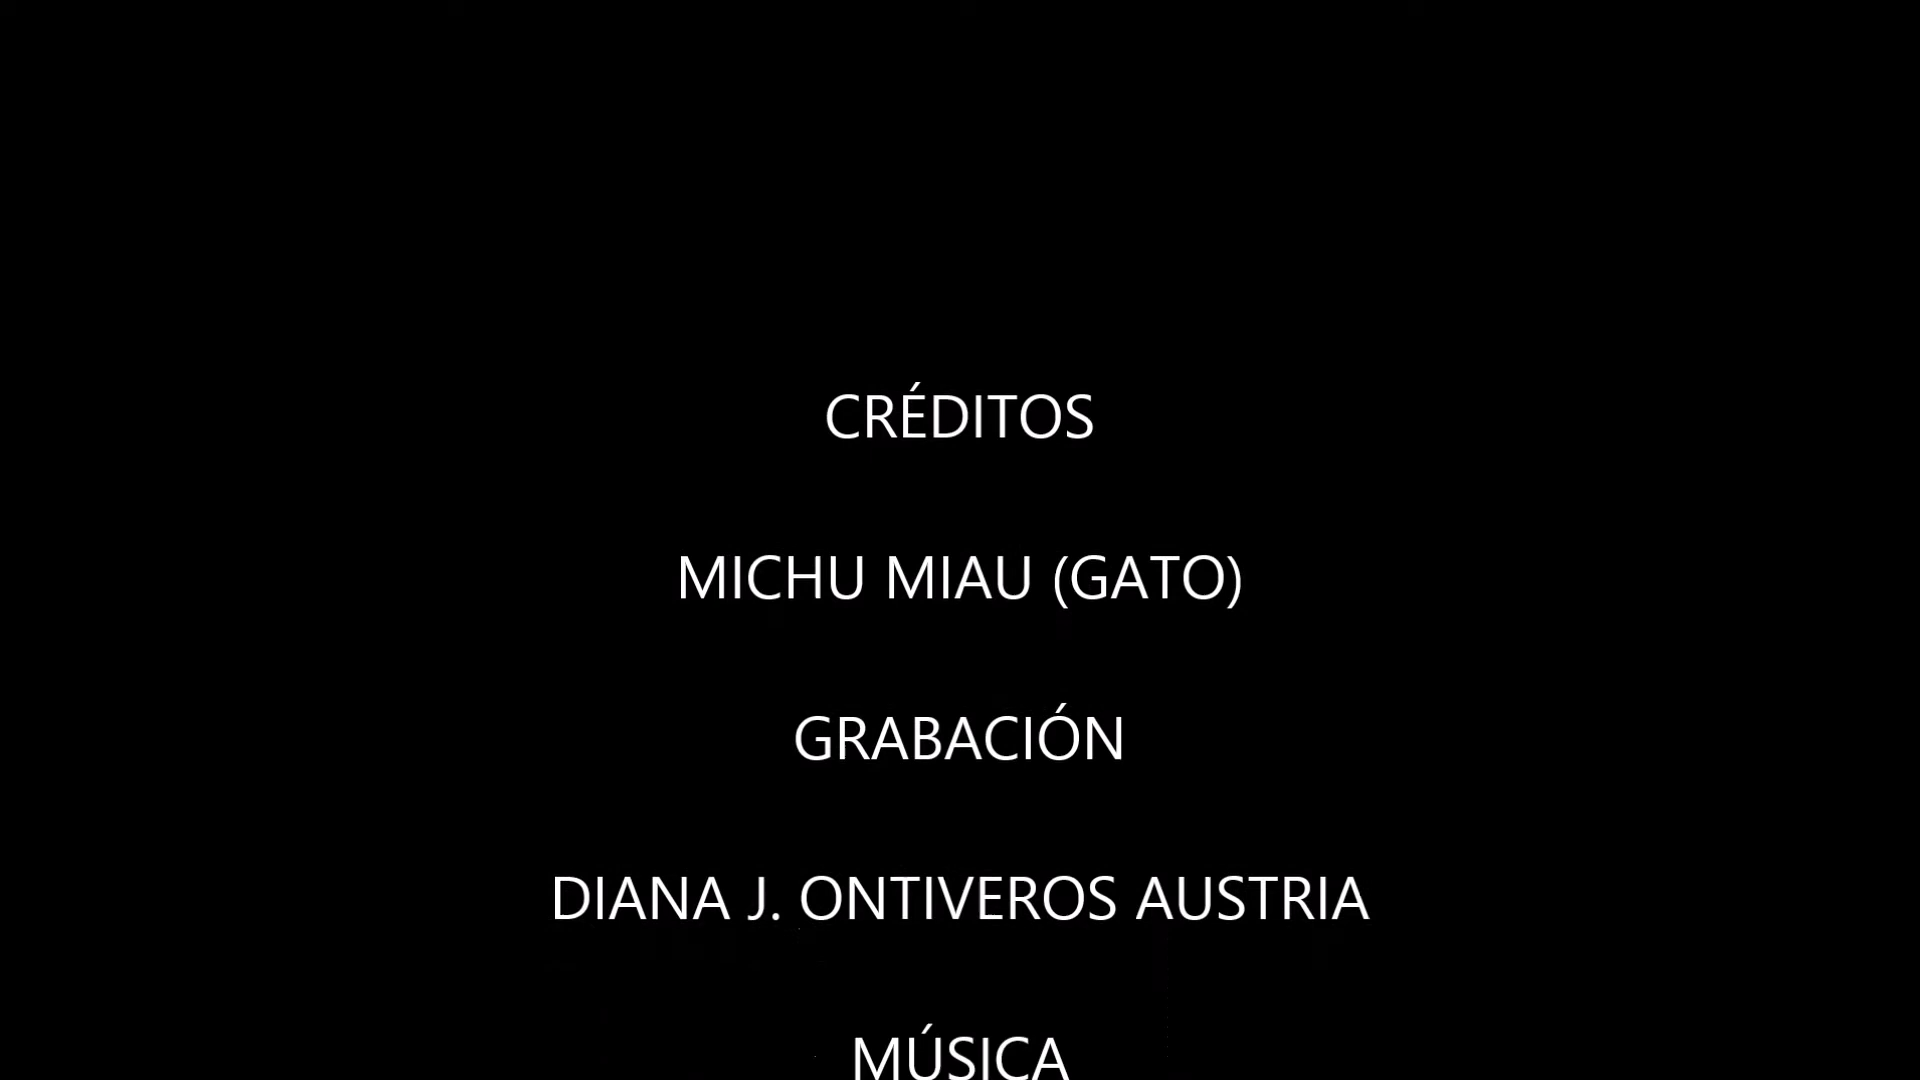 CRÉDITOS
MICHU MIAU (GATO)
GRABACIÓN
DIANA J. ONTIVEROS AUSTRIA
MÚSICA